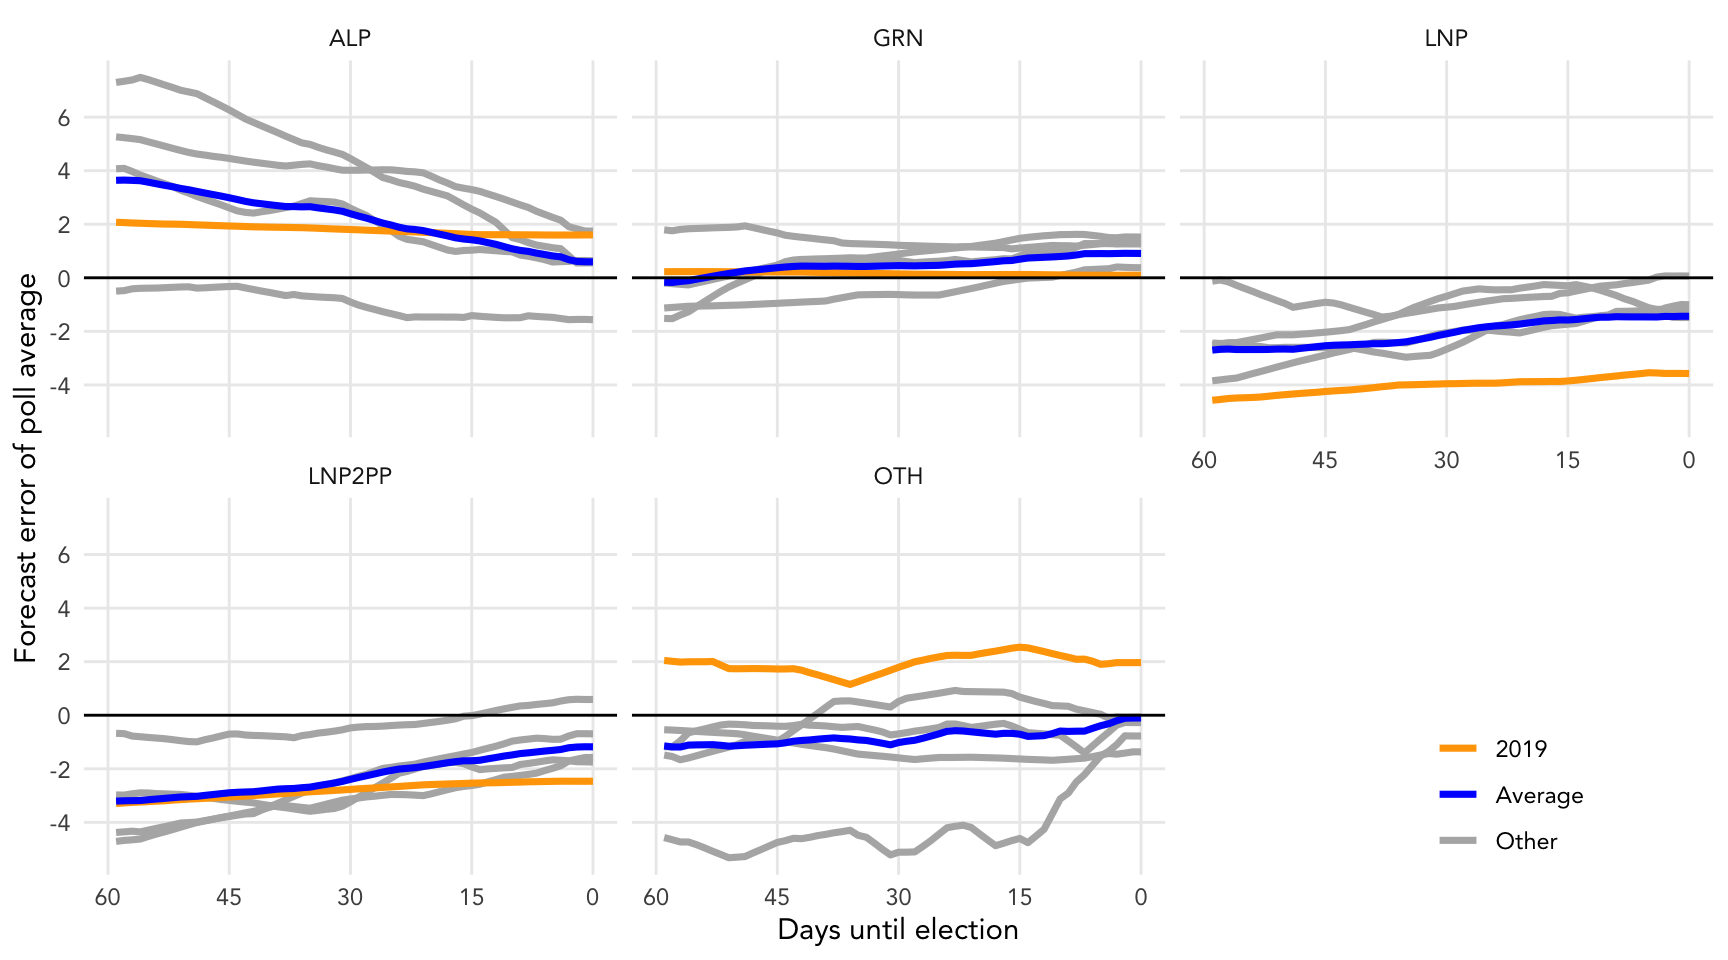 ALP GRN LNP
6
4
2
0
-2
-4
60 45 30 15 0
LNP2PP OTH
6
4
2
0
-2
-4
60 45 30 15 0 60 45 30 15 0
Days until election
Forecast error of poll average
2019
Average
Other